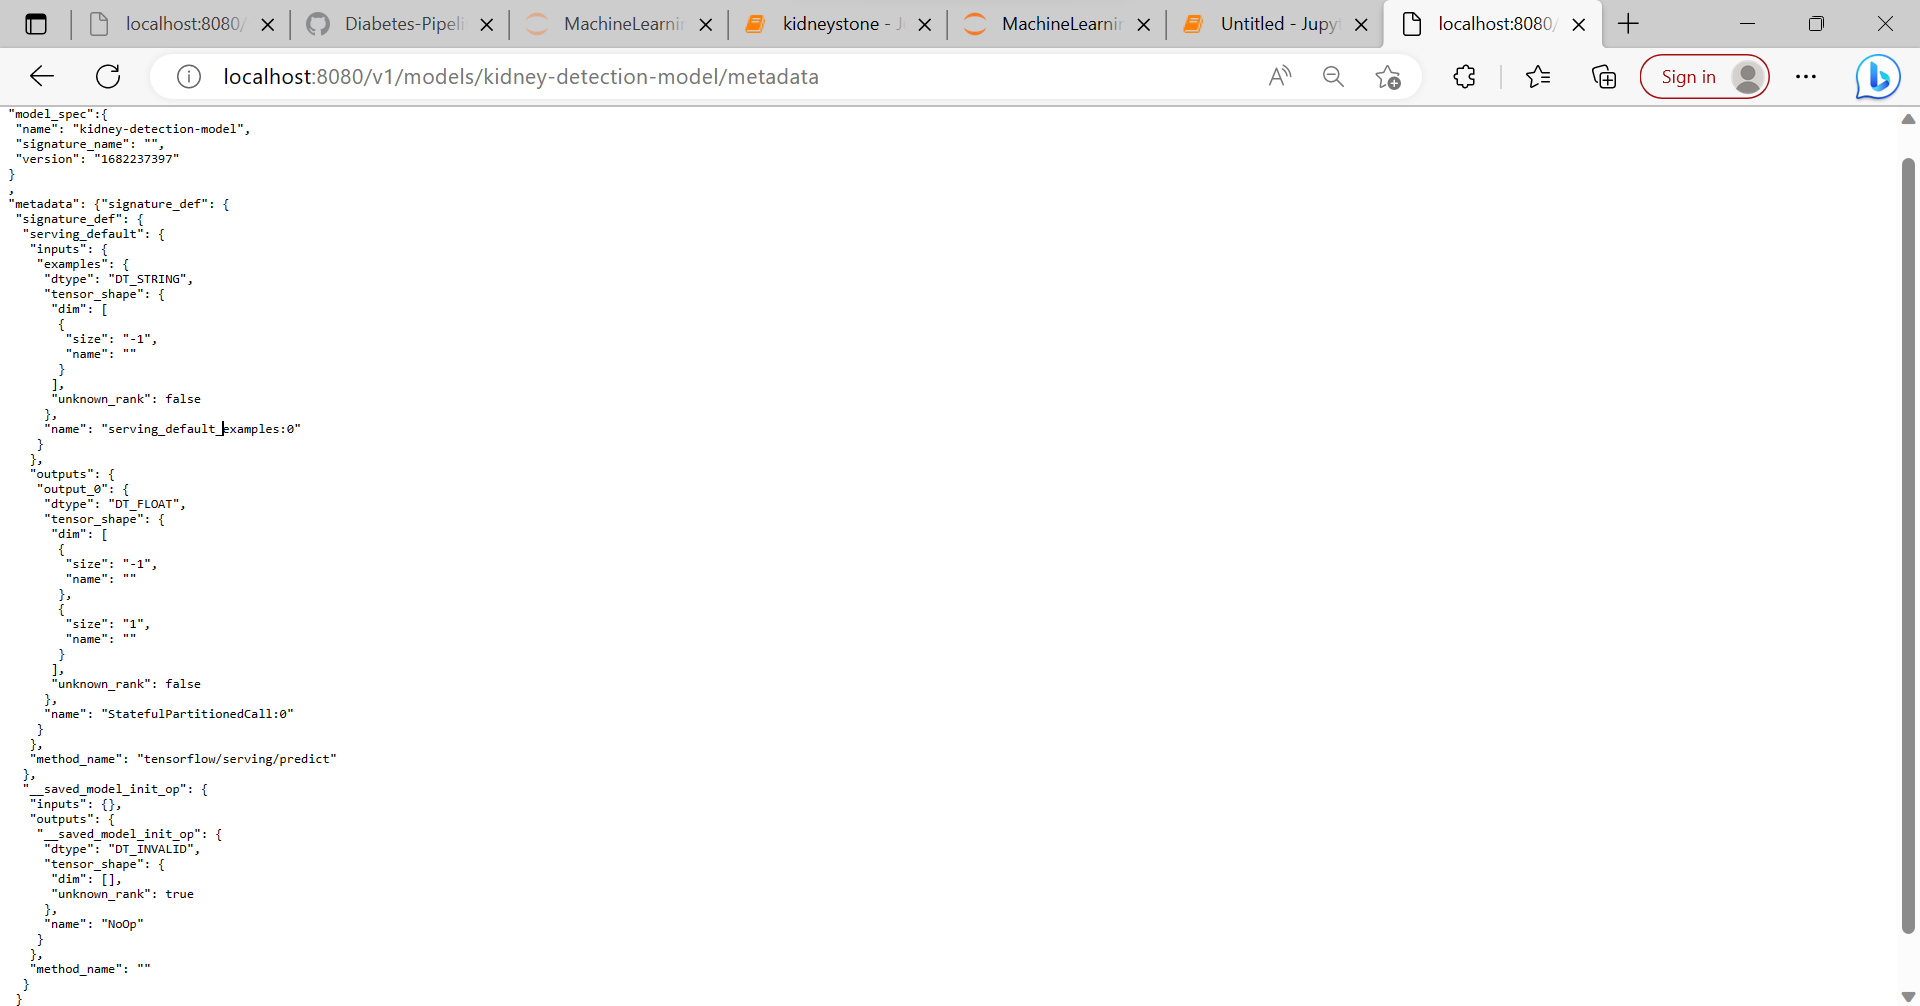 localhost:8080/
Diabetes-Pipeli
MachineLearnin
kidneystone - J
MachineLearnin
Untitled - Jupyt
localhost:8080/
localhost:8080/v1/models/kidney-detection-model/metadata
A
Sign in
"model_spec":{
"name": "kidney-detection-model",
"signature_name": "",
"version": "1682237397"
}
,
"metadata": {"signature_def": {
"signature_def": {
"serving_default": {
"inputs": {
"examples": {
"dtype": "DT_STRING",
"tensor_shape": {
"dim": [
{
"size": "-1",
"name": ""
}
],
"unknown_rank": false
},
"name": "serving_default_examples:0"
}
},
"outputs": {
"output_0": {
"dtype": "DT_FLOAT",
"tensor_shape": {
"dim": [
{
"size": "-1",
"name": ""
},
{
"size": "1",
"name": ""
}
],
"unknown_rank": false
},
"name": "StatefulPartitionedCall:0"
}
},
"method_name": "tensorflow/serving/predict"
},
"__saved_model_init_op": {
"inputs": {},
"outputs": {
"__saved_model_init_op": {
"dtype": "DT_INVALID",
"tensor_shape": {
"dim": [],
"unknown_rank": true
},
"name": "NoOp"
}
},
"method_name": ""
}
}